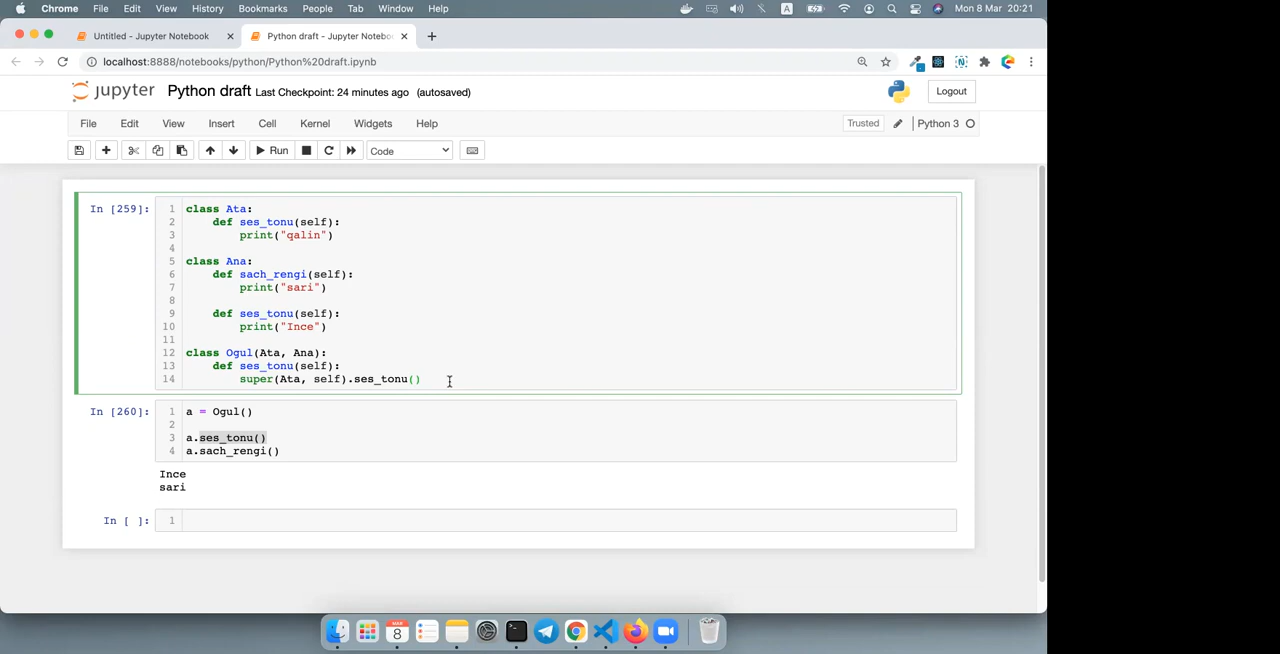 Chrome File Edit View History Bookmarks People Tab Window Help A Mon 8 Mar 20:21
Untitled - Jupyter Notebook Python draft - Jupyter Notebo
localhost:8888/notebooks/python/Python%20draft.ipynb
jupyter Python draft Last Checkpoint: 24 minutes ago (autosaved) Logout
File Edit View Insert Cell Kernel Widgets Help Trusted Python 3
Run Code
In [259]:
1 class Ata:
2 def ses_tonu(self):
3 print("qalin")
4
5 class Ana:
6 def sach_rengi(self):
7 print("sari")
8
9 def ses_tonu(self):
10 print("Ince")
11
12 class Ogul(Ata, Ana):
13 def ses_tonu(self):
14 super(Ata, self).ses_tonu()
In [260]:
1 a = Ogul()
2
3 a.ses_tonu()
4 a.sach_rengi()
Ince
sari
In [ ]:
1
MAR
8